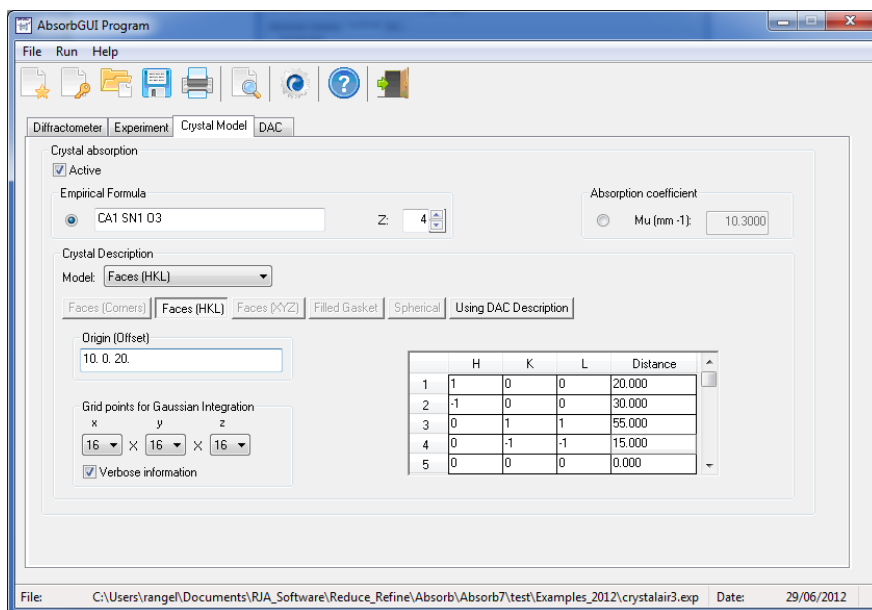 AbsorbGUI Program
File Run Help
Diffractometer Experiment Crystal Model DAC
Crystal absorption
Active
Empirical Formula
Absorption coefficient
CA1 SN1 O3 Z: 4
Mu (mm -1): 10.3000
Crystal Description
Model: Faces (HKL)
Faces (Corners) Faces (HKL) Faces (XYZ) Filled Gasket Spherical Using DAC Description
Origin (Offset)
10. 0. 20.
Grid points for Gaussian Integration
x y z
16 X 16 X 16
Verbose information
H K L Distance
1 1 0 0 20.000
2 -1 0 0 30.000
3 0 1 1 55.000
4 0 -1 -1 15.000
5 0 0 0 0.000
File: C:\Users\rangel\Documents\RJA_Software\Reduce_Refine\Absorb\Absorb7\test\Examples_2012\crystalair3.exp Date: 29/06/2012